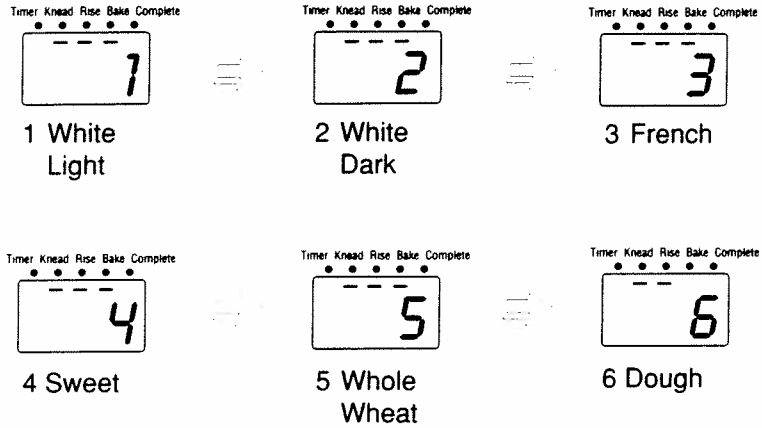 Timer Knead Rise Bake Complete
1
1 White
Light
Timer Knead Rise Bake Complete
2
2 White
Dark
Timer Knead Rise Bake Complete
3
3 French
Timer Knead Rise Bake Complete
4
4 Sweet
Timer Knead Rise Bake Complete
5
5 Whole
Wheat
Timer Knead Rise Bake Complete
6
6 Dough